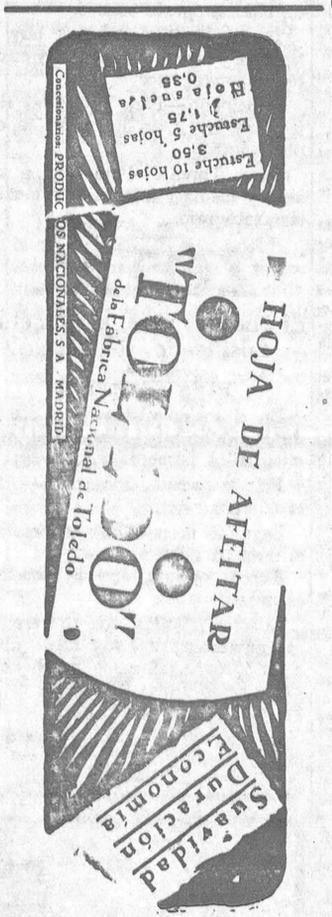 HOJA DE AFEITAR
"TOLEDO"
de la Fábrica Nacional de Toledo
Suavidad
Duración
Economía
Estuche 10 hojas
3,50
Estuche 5 hojas
1,75
Hoja suelta
0,35
Concesionarios: PRODUCTOS NACIONALES, S A - MADRID